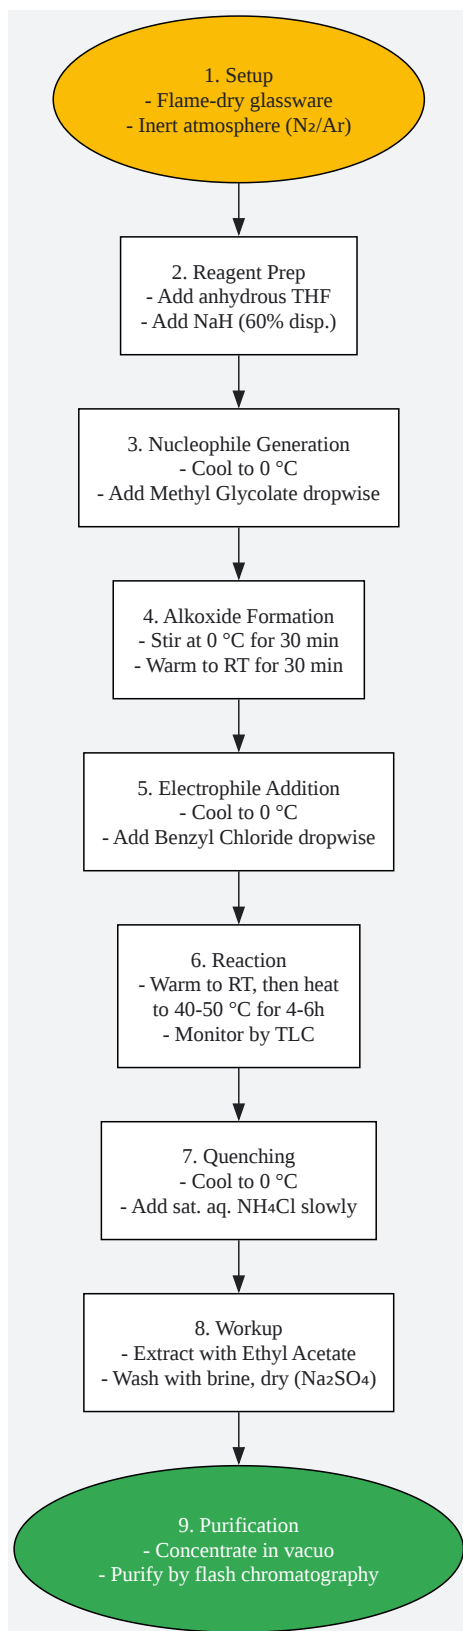 1. Setup
- Flame-dry glassware
- Inert atmosphere (N₂/Ar)
2. Reagent Prep
- Add anhydrous THF
- Add NaH (60% disp.)
3. Nucleophile Generation
- Cool to 0 °C
- Add Methyl Glycolate dropwise
4. Alkoxide Formation
- Stir at 0 °C for 30 min
- Warm to RT for 30 min
5. Electrophile Addition
- Cool to 0 °C
- Add Benzyl Chloride dropwise
6. Reaction
- Warm to RT, then heat
to 40-50 °C for 4-6h
- Monitor by TLC
7. Quenching
- Cool to 0 °C
- Add sat. aq. NH₄Cl slowly
8. Workup
- Extract with Ethyl Acetate
- Wash with brine, dry (Na₂SO₄)
9. Purification
- Concentrate in vacuo
- Purify by flash chromatography